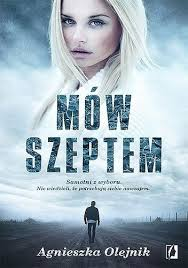 MÓW
SZEPTEM
Samotni z wyboru.
Nie wiedzieli, że potrzebują siebie nawzajem.
Agnieszka Olejnik